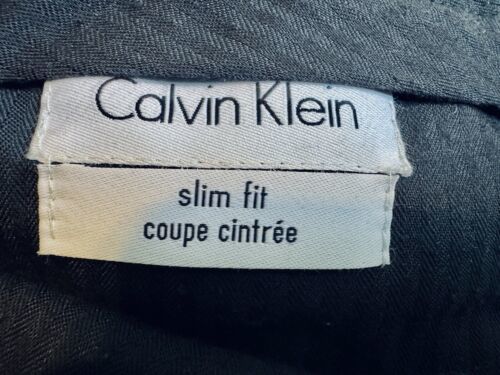 Calvin Klein
slim fit
coupe cintrée